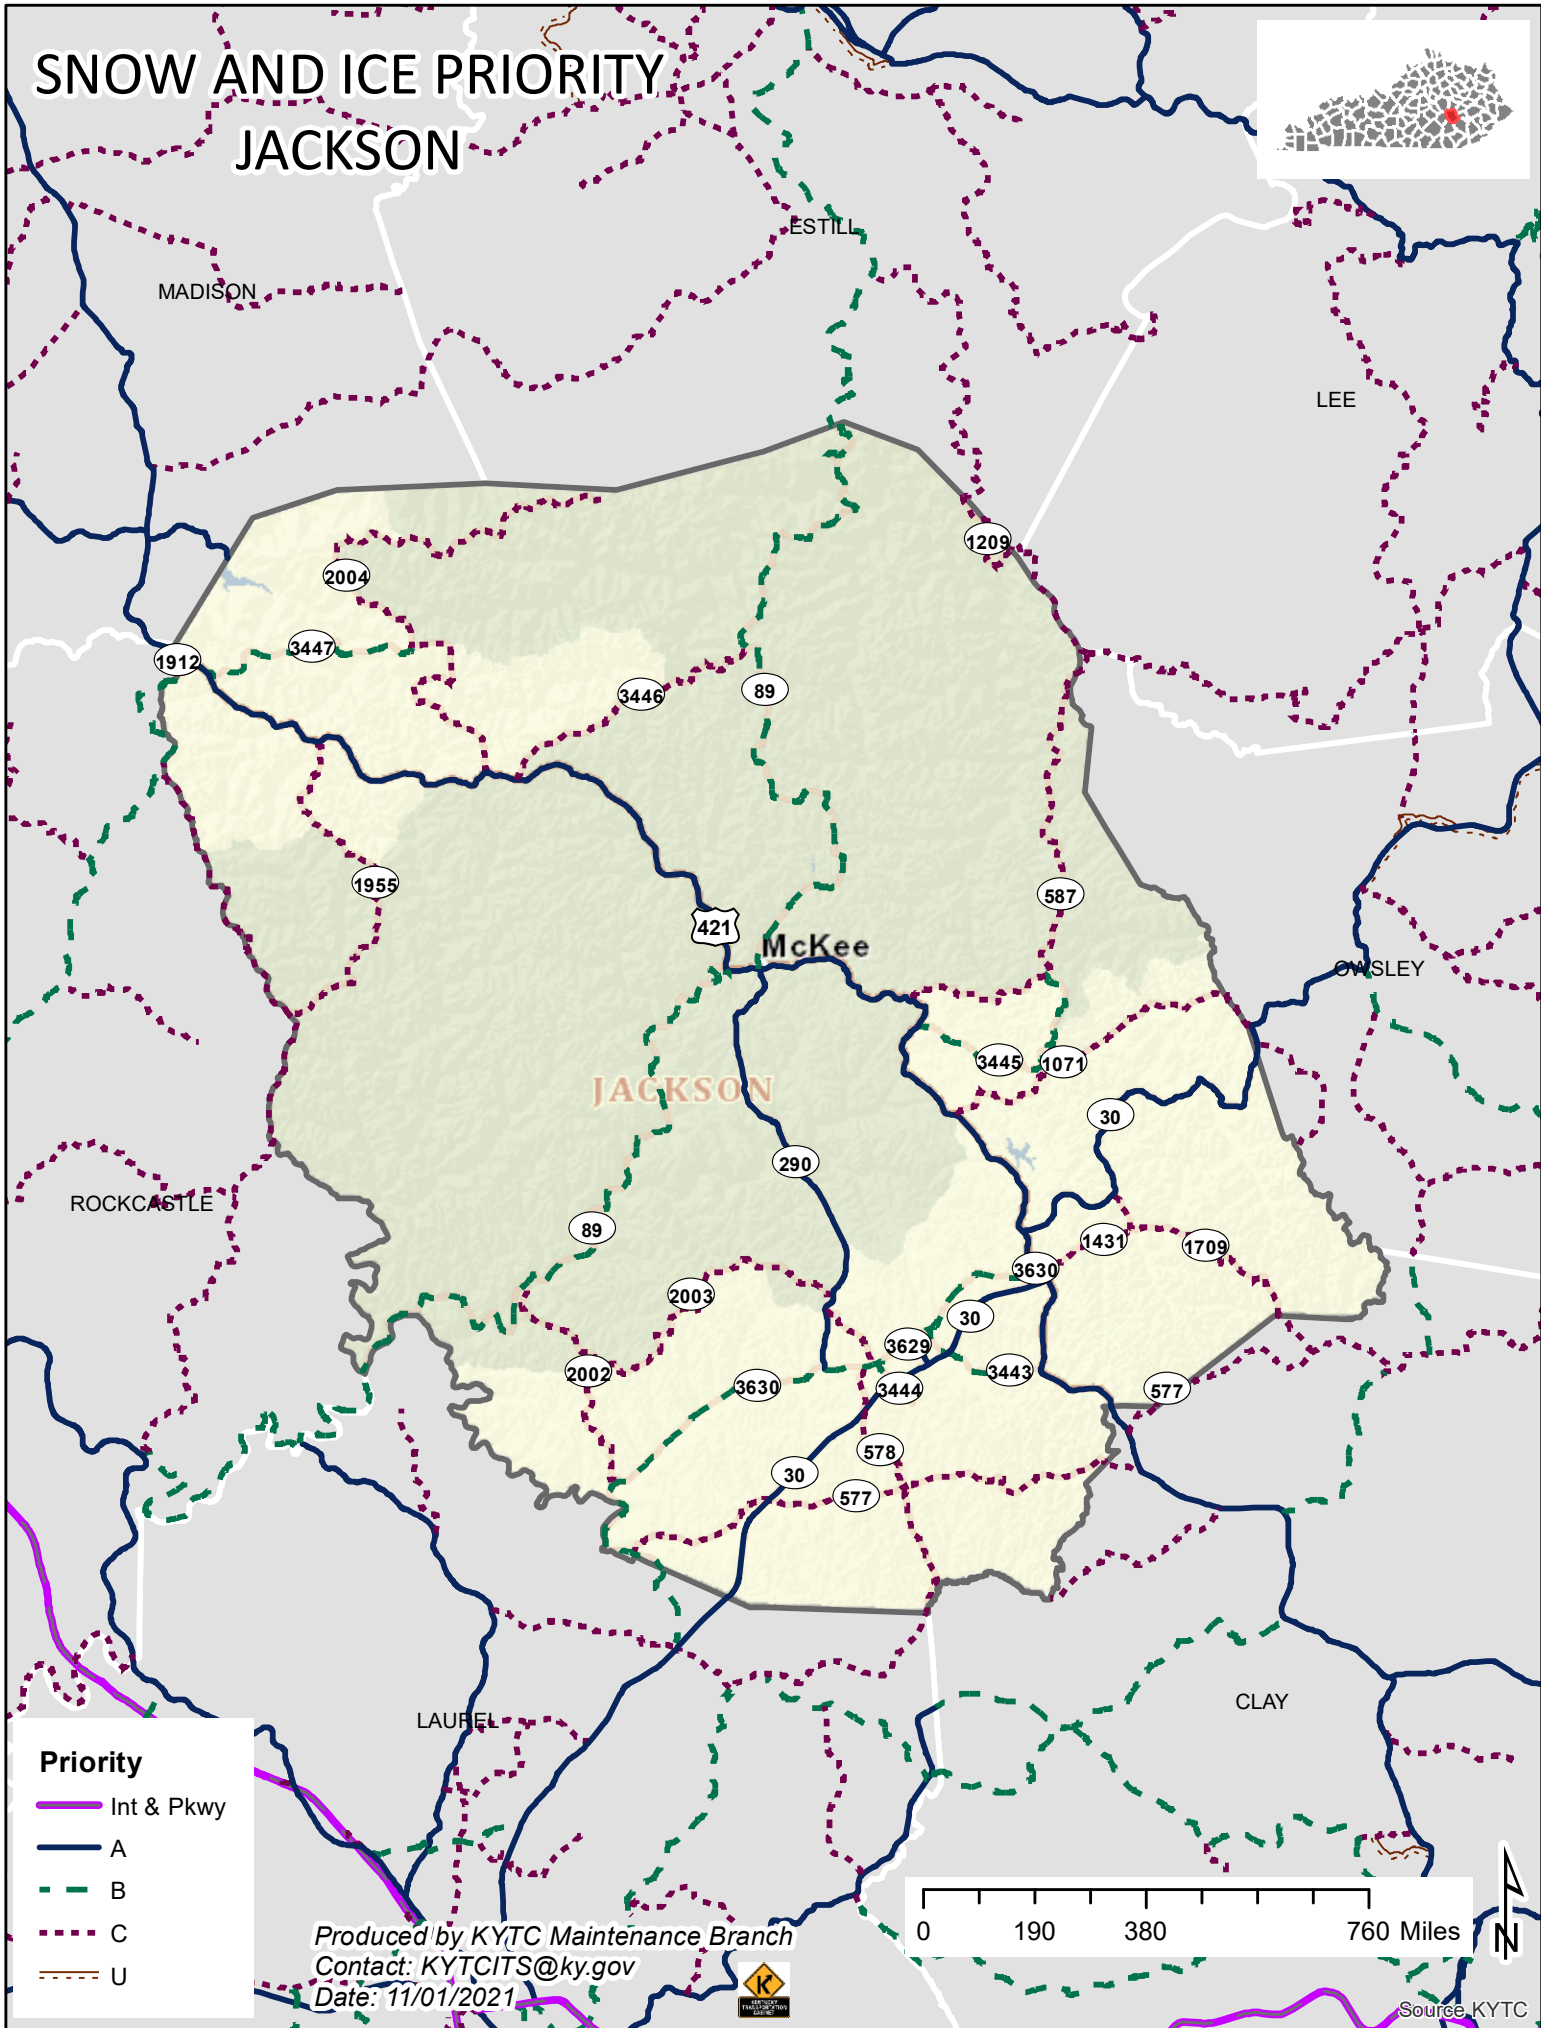 SNOW AND ICE PRIORITY
JACKSON
ESTILL
MADISON
LEE
1209
2004
3447
1912
3446
89
1955
587
421
McKee
OWSLEY
3445
1071
JACKSON
30
290
ROCKCASTLE
89
1431
1709
3630
2003
30
3629
2002
3443
3630
3444
577
578
30
577
CLAY
LAUREL
Priority
Int & Pkwy
A
B
C
U
0 190 380 760 Miles
N
Produced by KYTC Maintenance Branch
Contact: KYTCITS@ky.gov
Date: 11/01/2021
KENTUCKY
TRANSPORTATION
CABINET
Source KYTC